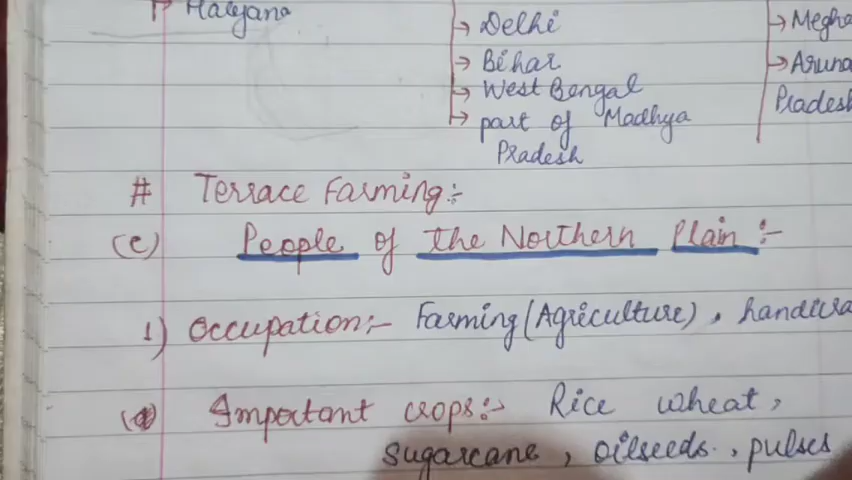 Haryana
→ Delhi
→ Megha
→ Bihar
→ Aruna
→ West Bengal
Pradesh
→ part of Madhya
Pradesh
# Terrace Farming:-
(c) People of the Northern Plain :-
1) Occupation:- Farming (Agriculture), handicra
(a) Important crops:- Rice wheat,
sugarcane, oilseeds., pulses